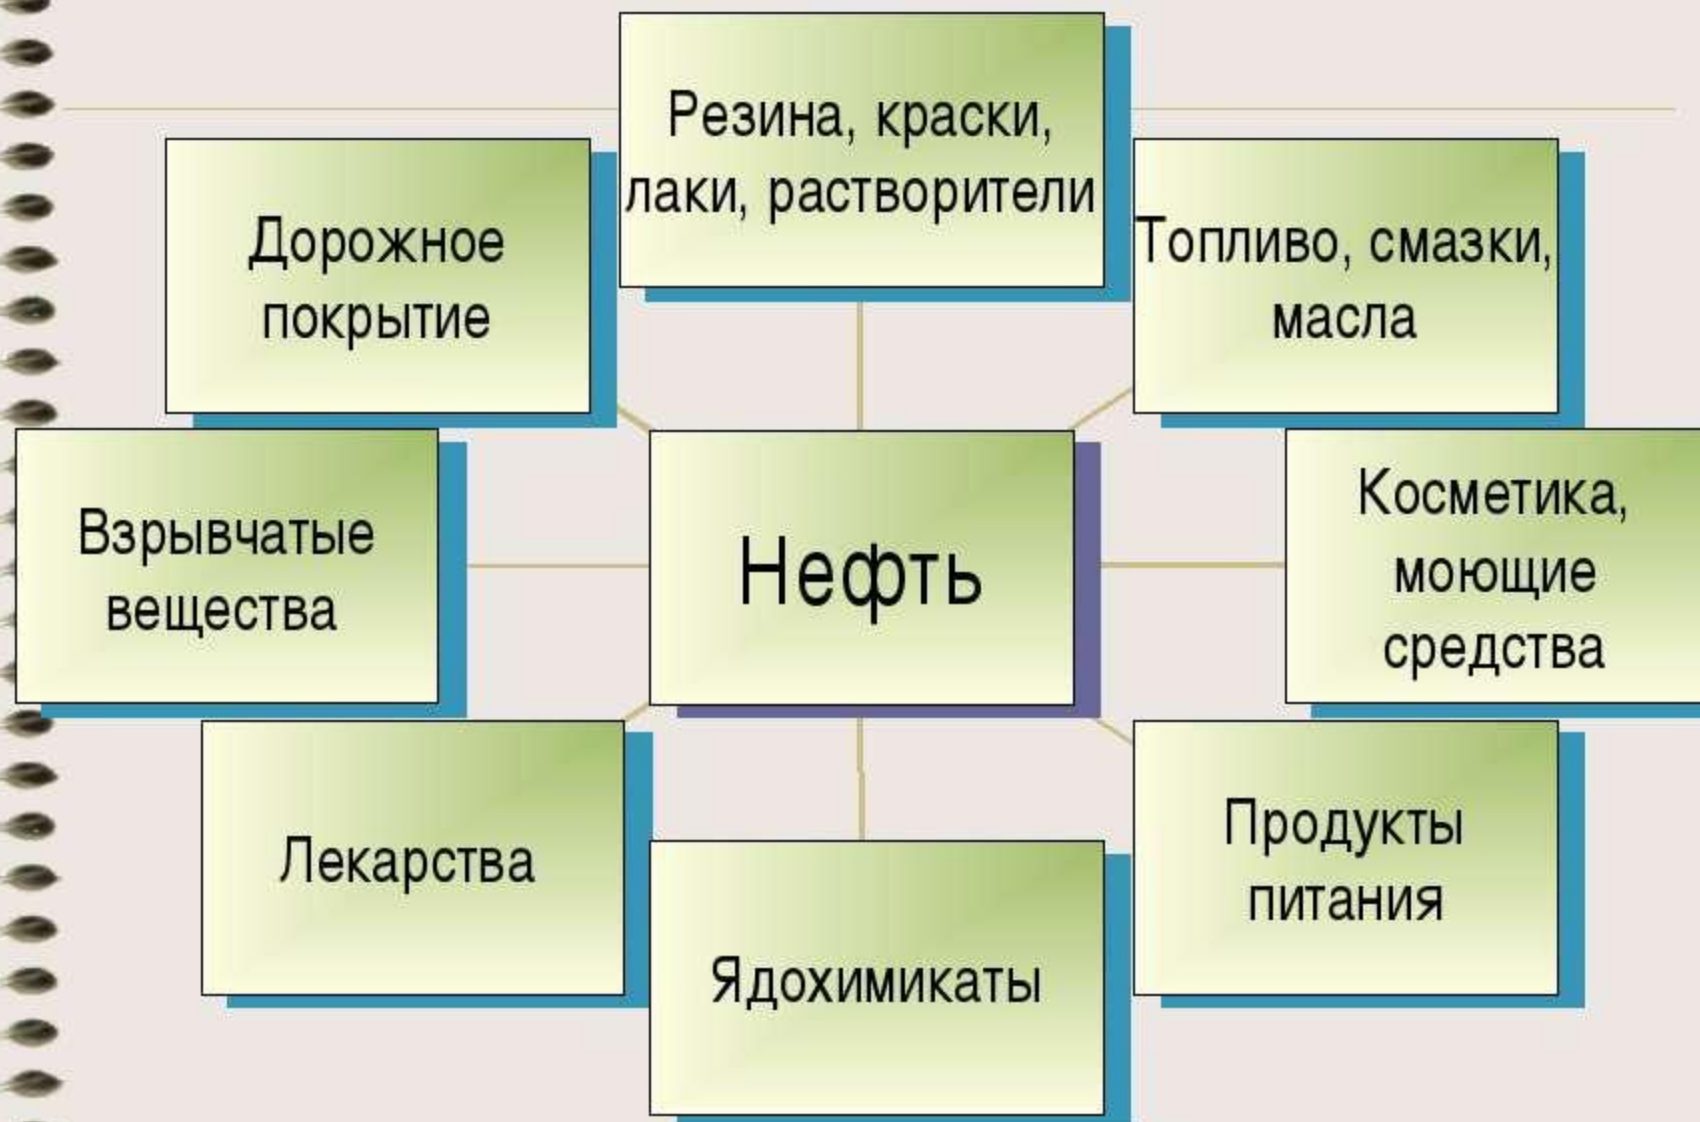 Резина, краски,
лаки, растворители
Дорожное
покрытие
Топливо, смазки,
масла
Взрывчатые
вещества
Нефть
Косметика,
моющие
средства
Лекарства
Ядохимикаты
Продукты
питания